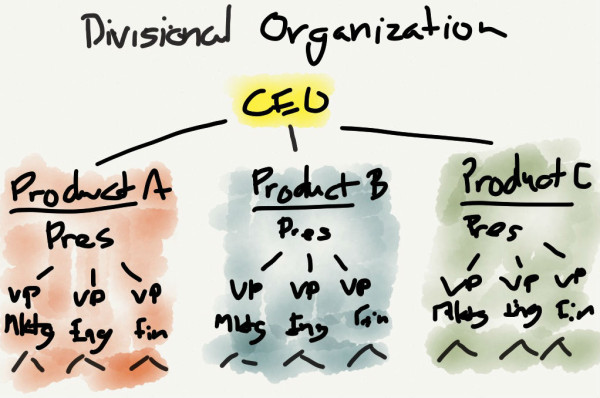 Divisional Organization
CEO
Product A
Pres
VP VP VP
Mktg Eng Fin
Product B
Pres
VP VP VP
Mktg Eng Fin
Product C
Pres
VP VP VP
Mktg Eng Fin